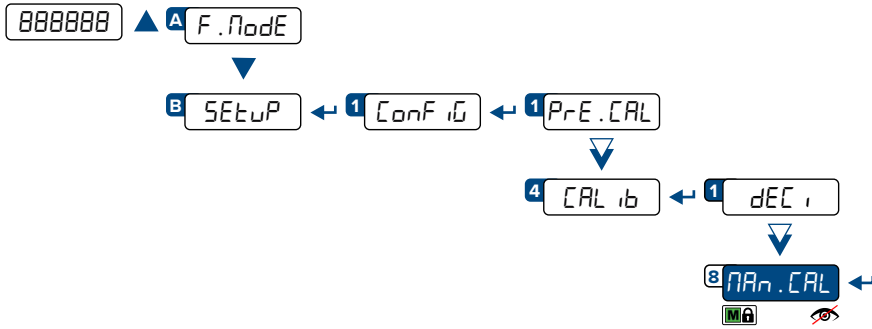 888888 A F.ModE
B SEtuP 1 ConFiG 1 PrE.CAL
4 CALib 1 dECi
8 MAn.CAL
M